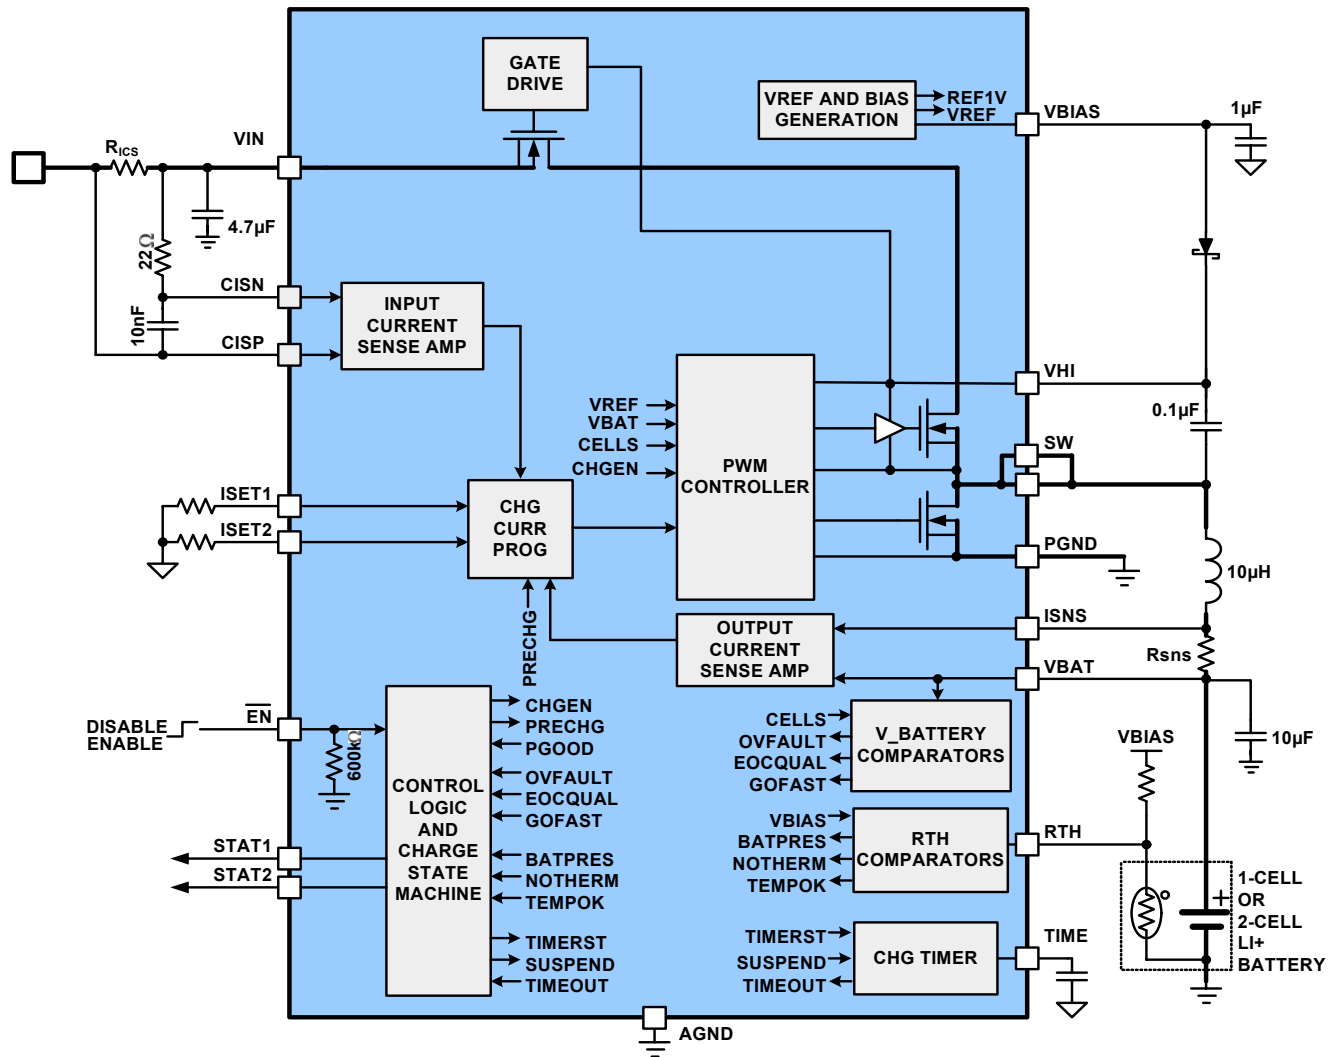 GATE
DRIVE
VREF AND BIAS
GENERATION
REF1V
VREF
VBIAS
1µF
RICS
VIN
4.7µF
22Ω
10nF
CISN
CISP
INPUT
CURRENT
SENSE AMP
VHI
0.1µF
SW
VREF
VBAT
CELLS
CHGEN
PWM
CONTROLLER
ISET1
ISET2
CHG
CURR
PROG
PRECHG
PGND
10µH
ISNS
Rsns
VBAT
10µF
OUTPUT
CURRENT
SENSE AMP
DISABLE
ENABLE
EN
600kΩ
CONTROL
LOGIC
AND
CHARGE
STATE
MACHINE
CHGEN
PRECHG
PGOOD
OVFAULT
EOCQUAL
GOFAST
BATPRES
NOTHERM
TEMPOK
TIMERST
SUSPEND
TIMEOUT
STAT1
STAT2
CELLS
OVFAULT
EOCQUAL
GOFAST
V_BATTERY
COMPARATORS
VBIAS
VBIAS
BATPRES
NOTHERM
TEMPOK
RTH
COMPARATORS
RTH
TIMERST
SUSPEND
TIMEOUT
CHG TIMER
TIME
+
1-CELL
OR
2-CELL
LI+
BATTERY
AGND